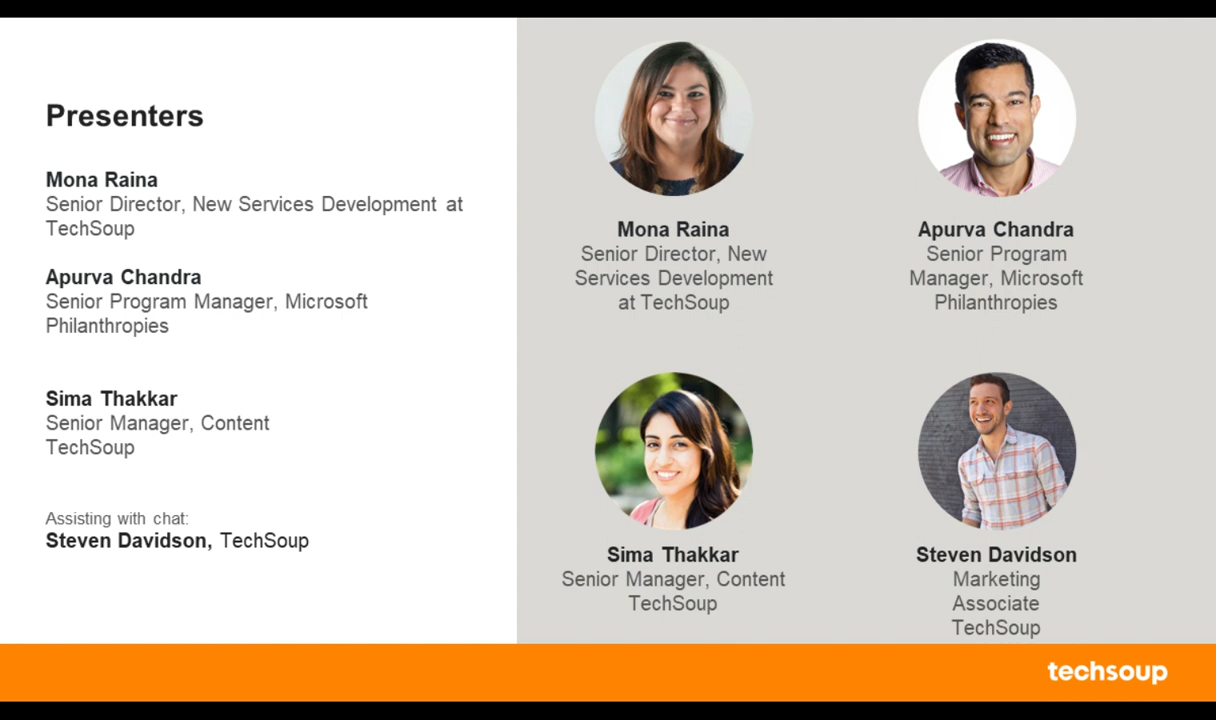 Presenters
Mona Raina
Senior Director, New Services Development at
TechSoup
Apurva Chandra
Senior Program Manager, Microsoft
Philanthropies
Sima Thakkar
Senior Manager, Content
TechSoup
Assisting with chat:
Steven Davidson, TechSoup
Mona Raina
Senior Director, New
Services Development
at TechSoup
Apurva Chandra
Senior Program
Manager, Microsoft
Philanthropies
Sima Thakkar
Senior Manager, Content
TechSoup
Steven Davidson
Marketing
Associate
TechSoup
techsoup